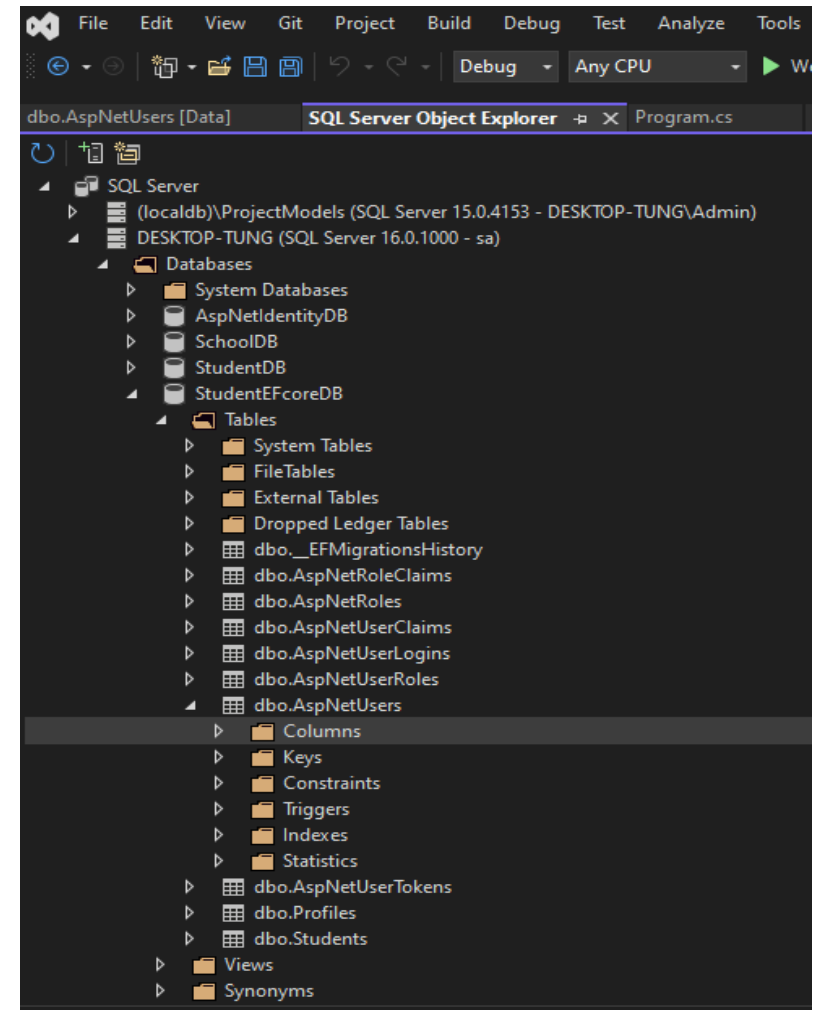 File Edit View Git Project Build Debug Test Analyze Tools
Debug Any CPU
dbo.AspNetUsers [Data] SQL Server Object Explorer Program.cs
SQL Server
(localdb)\ProjectModels (SQL Server 15.0.4153 - DESKTOP-TUNG\Admin)
DESKTOP-TUNG (SQL Server 16.0.1000 - sa)
Databases
System Databases
AspNetIdentityDB
SchoolDB
StudentDB
StudentEFcoreDB
Tables
System Tables
FileTables
External Tables
Dropped Ledger Tables
dbo.__EFMigrationsHistory
dbo.AspNetRoleClaims
dbo.AspNetRoles
dbo.AspNetUserClaims
dbo.AspNetUserLogins
dbo.AspNetUserRoles
dbo.AspNetUsers
Columns
Keys
Constraints
Triggers
Indexes
Statistics
dbo.AspNetUserTokens
dbo.Profiles
dbo.Students
Views
Synonyms